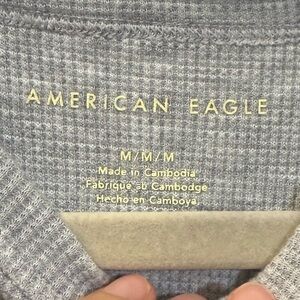 AMERICAN EAGLE
M/M/M
Made in Cambodia
Fabriqué au Cambodge
Hecho en Camboya